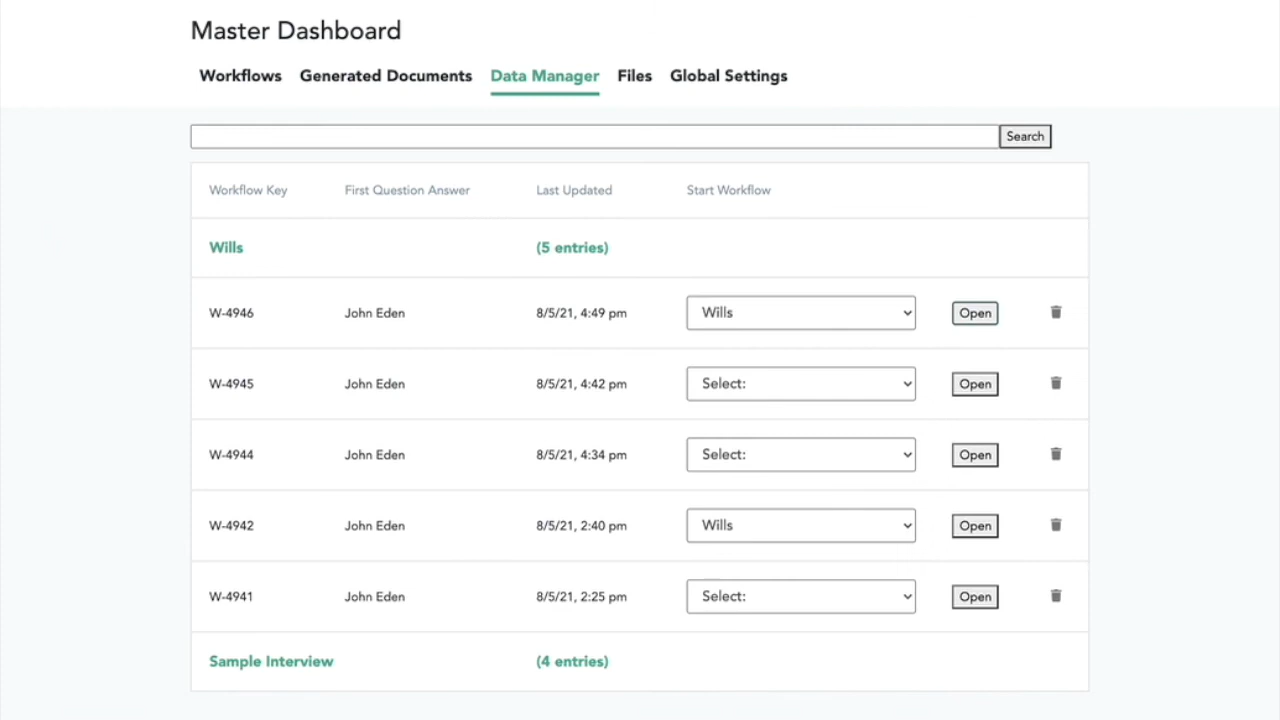 Master Dashboard
Workflows Generated Documents Data Manager Files Global Settings
Search
Workflow Key First Question Answer Last Updated Start Workflow
Wills (5 entries)
W-4946 John Eden 8/5/21, 4:49 pm Wills Open
W-4945 John Eden 8/5/21, 4:42 pm Select: Open
W-4944 John Eden 8/5/21, 4:34 pm Select: Open
W-4942 John Eden 8/5/21, 2:40 pm Wills Open
W-4941 John Eden 8/5/21, 2:25 pm Select: Open
Sample Interview (4 entries)